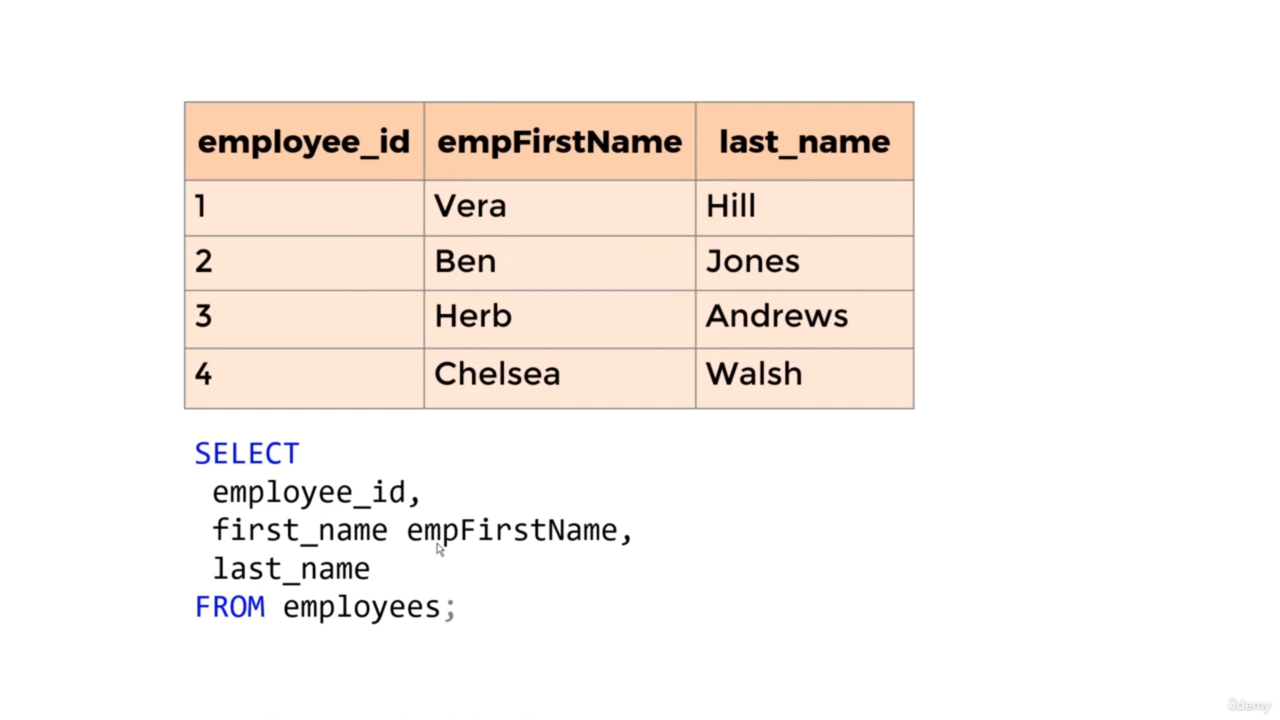 employee_id empFirstName last_name
1 Vera Hill
2 Ben Jones
3 Herb Andrews
4 Chelsea Walsh
SELECT
employee_id,
first_name empFirstName,
last_name
FROM employees;
ûdemy